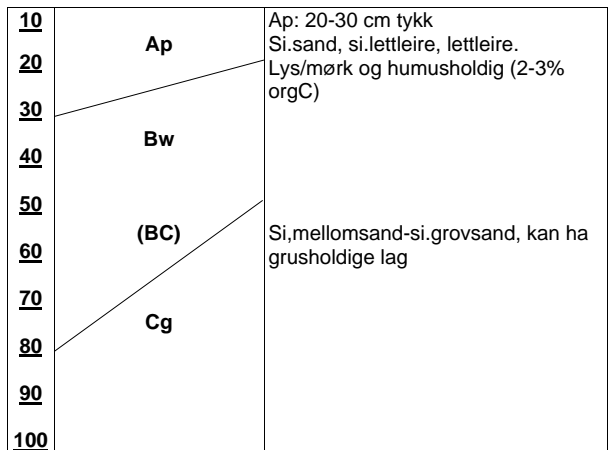 10
Ap
20
30
Bw
40
50
(BC)
60
70
Cg
80
90
100
Ap: 20-30 cm tykk
Si.sand, si.lettleire, lettleire.
Lys/mørk og humusholdig (2-3%
orgC)
Si,mellomsand-si.grovsand, kan ha
grusholdige lag